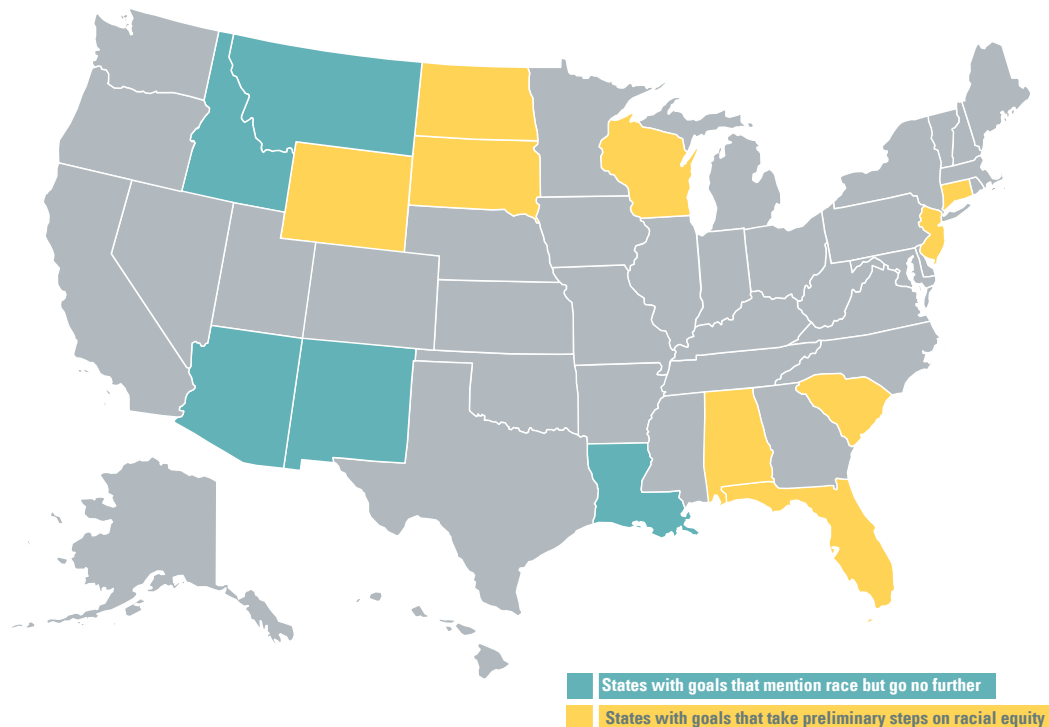 States with goals that mention race but go no further
States with goals that take preliminary steps on racial equity